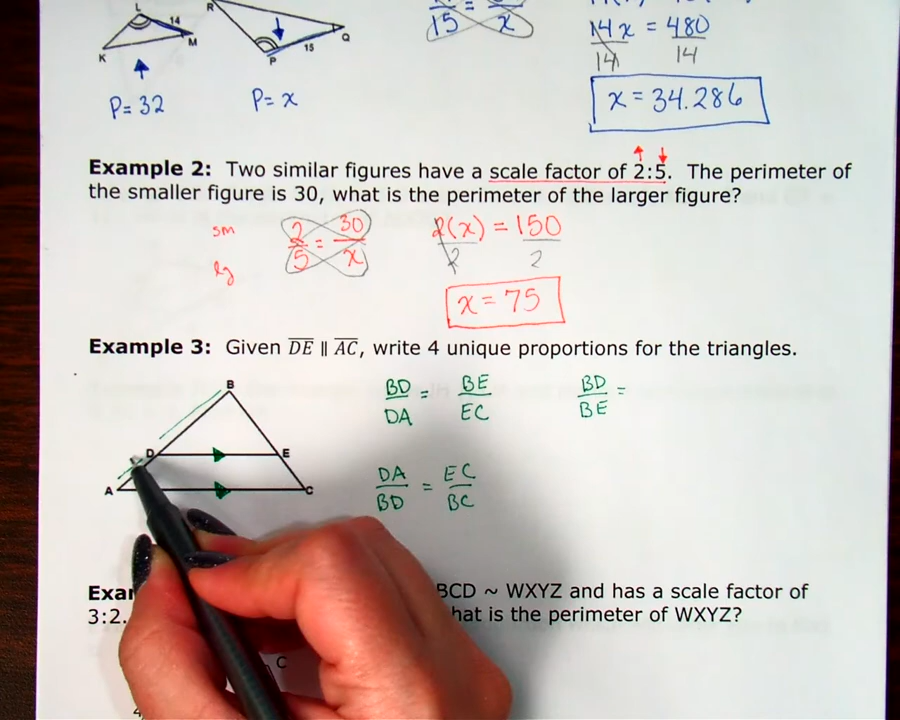 L
14
M
K
R
Q
15
P
P = 32
P = x
15 = x
14x = 480
14 14
x = 34.286
Example 2: Two similar figures have a scale factor of 2:5. The perimeter of
the smaller figure is 30, what is the perimeter of the larger figure?
sm 2/5 = 30/x
lg
2(x) = 150
2 2
x = 75
Example 3: Given DE ∥ AC, write 4 unique proportions for the triangles.
B
D
E
A
C
BD/DA = BE/EC
BD/BE =
DA/BD = EC/BC
Exa
BCD ~ WXYZ and has a scale factor of
3:2.
hat is the perimeter of WXYZ?
C